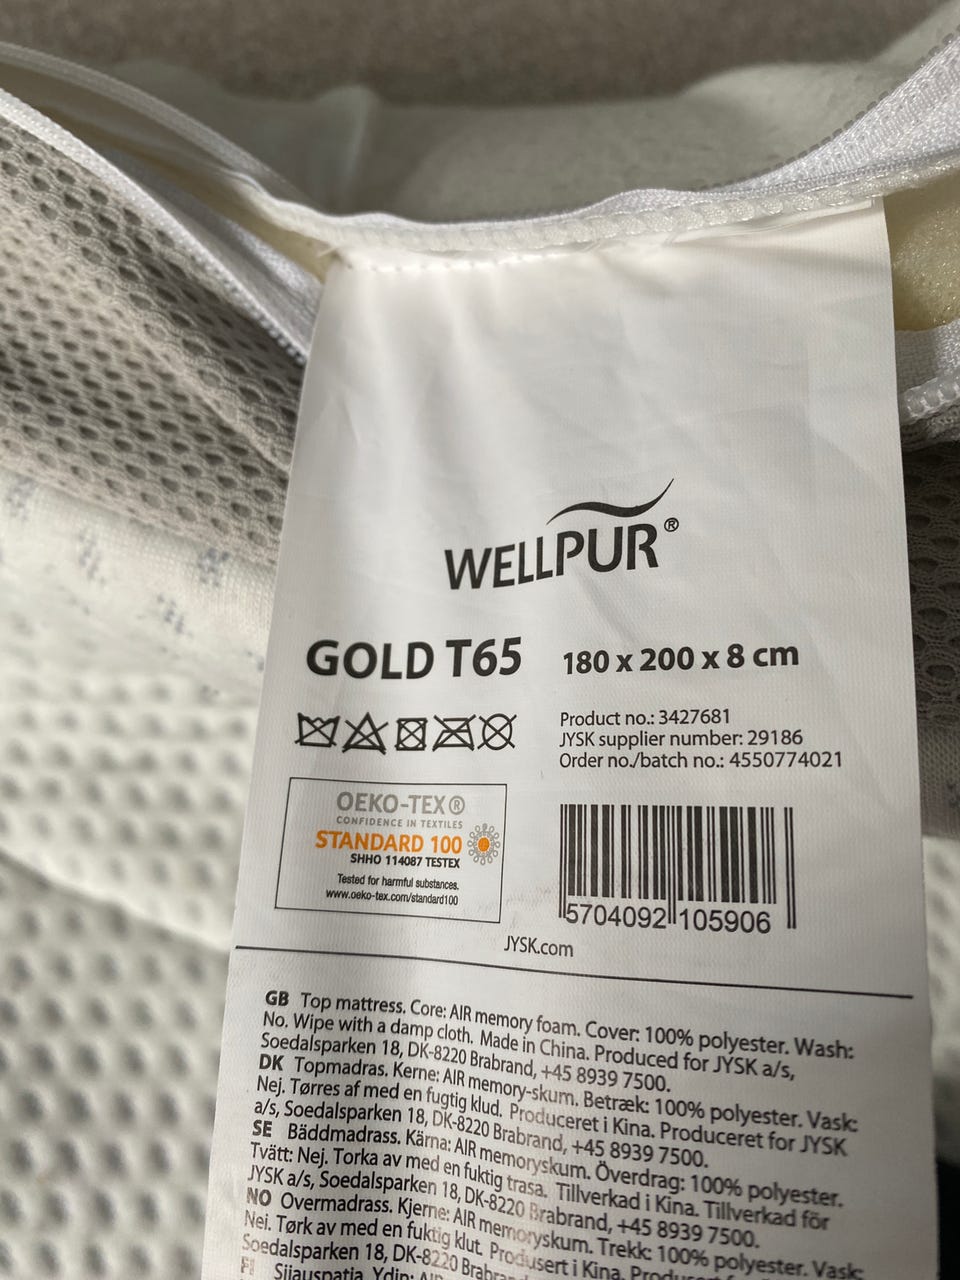 WELLPUR®
GOLD T65
180 x 200 x 8 cm
Product no.: 3427681
JYSK supplier number: 29186
Order no./batch no.: 4550774021
OEKO-TEX®
CONFIDENCE IN TEXTILES
STANDARD 100
SHHO 114087 TESTEX
Tested for harmful substances.
www.oeko-tex.com/standard100
5704092 105906
JYSK.com
GB Top mattress. Core: AIR memory foam. Cover: 100% polyester. Wash:
No. Wipe with a damp cloth. Made in China. Produced for JYSK a/s,
Soedalsparken 18, DK-8220 Brabrand, +45 8939 7500.
DK Topmadras. Kerne: AIR memory-skum. Betræk: 100% polyester. Vask:
Nej. Tørres af med en fugtig klud. Produceret i Kina. Produceret for JYSK
a/s, Soedalsparken 18, DK-8220 Brabrand, +45 8939 7500.
SE Bäddmadrass. Kärna: AIR memoryskum. Överdrag: 100% polyester.
Tvätt: Nej. Torka av med en fuktig trasa. Tillverkad i Kina. Tillverkad för
JYSK a/s, Soedalsparken 18, DK-8220 Brabrand, +45 8939 7500.
NO Overmadrass. Kjerne: AIR memoryskum. Trekk: 100% polyester. Vask:
Nei. Tørk av med en fuktig klut. Produsert i Kina. Produsert
Soedalsparken 18, DK-8220
FI Sijauspatja. Ydin: AIR